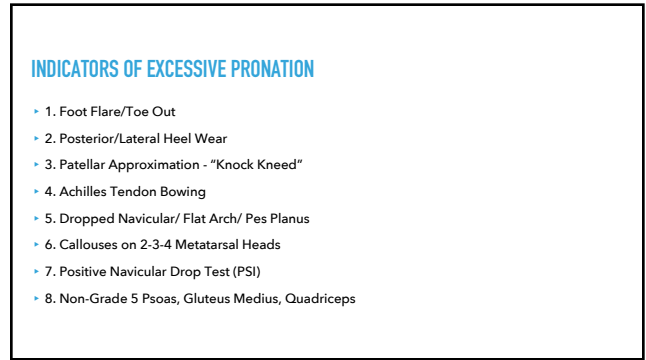 INDICATORS OF EXCESSIVE PRONATION
‣ 1. Foot Flare/Toe Out
‣ 2. Posterior/Lateral Heel Wear
‣ 3. Patellar Approximation - “Knock Kneed”
‣ 4. Achilles Tendon Bowing
‣ 5. Dropped Navicular/ Flat Arch/ Pes Planus
‣ 6. Callouses on 2-3-4 Metatarsal Heads
‣ 7. Positive Navicular Drop Test (PSI)
‣ 8. Non-Grade 5 Psoas, Gluteus Medius, Quadriceps